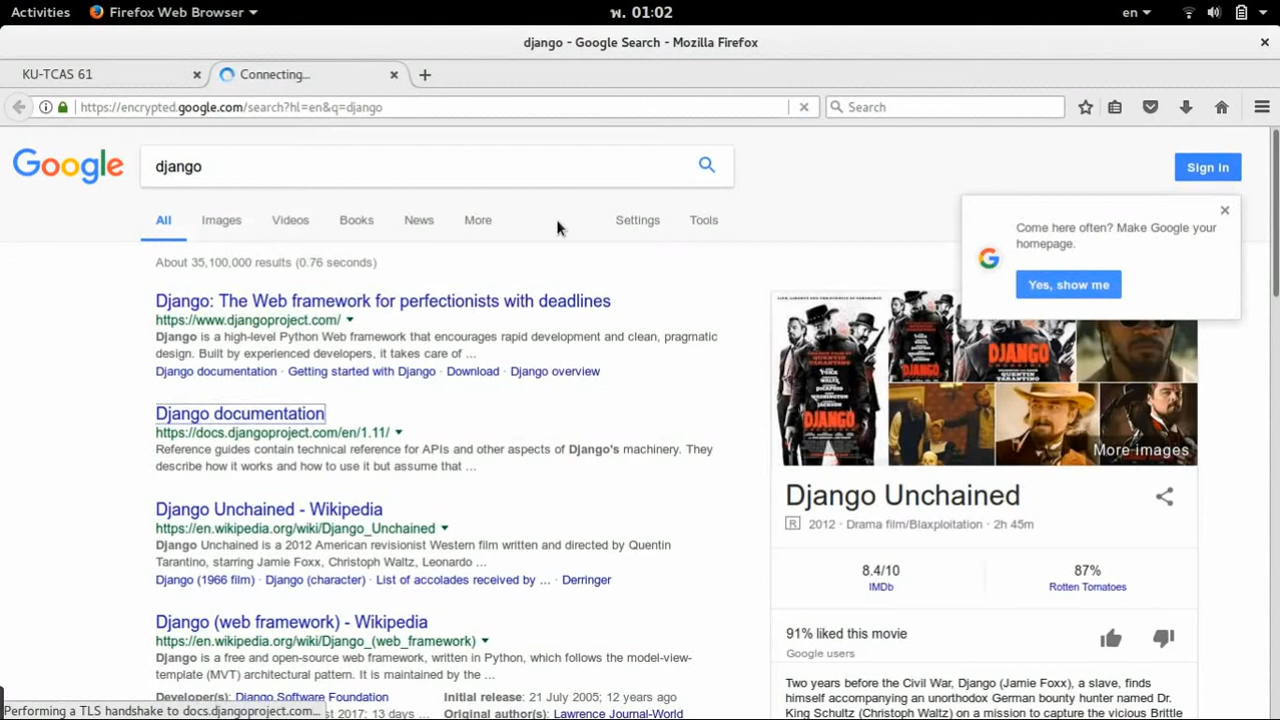 Activities Firefox Web Browser พ. 01:02 en
django - Google Search - Mozilla Firefox
KU-TCAS 61 Connecting...
https://encrypted.google.com/search?hl=en&q=django Search
Google django Sign in
All Images Videos Books News More Settings Tools
Come here often? Make Google your
homepage.
Yes, show me
About 35,100,000 results (0.76 seconds)
Django: The Web framework for perfectionists with deadlines
https://www.djangoproject.com/
Django is a high-level Python Web framework that encourages rapid development and clean, pragmatic
design. Built by experienced developers, it takes care of ...
Django documentation · Getting started with Django · Download · Django overview
Django documentation
https://docs.djangoproject.com/en/1.11/
Reference guides contain technical reference for APIs and other aspects of Django's machinery. They
describe how it works and how to use it but assume that ...
Django Unchained - Wikipedia
https://en.wikipedia.org/wiki/Django_Unchained
Django Unchained is a 2012 American revisionist Western film written and directed by Quentin
Tarantino, starring Jamie Foxx, Christoph Waltz, Leonardo ...
Django (1966 film) · Django (character) · List of accolades received by ... · Derringer
Django (web framework) - Wikipedia
https://en.wikipedia.org/wiki/Django_(web_framework)
Django is a free and open-source web framework, written in Python, which follows the model-view-
template (MVT) architectural pattern. It is maintained by the ...
Developer(s): Django Software Foundation Initial release: 21 July 2005; 12 years ago
2017; 13 days ... Original author(s): Lawrence Journal-World
Performing a TLS handshake to docs.djangoproject.com...
DJANGO
DJANGO
DJANGO
More images
Django Unchained
R 2012 · Drama film/Blaxploitation · 2h 45m
8.4/10 87%
IMDb Rotten Tomatoes
91% liked this movie
Google users
Two years before the Civil War, Django (Jamie Foxx), a slave, finds
himself accompanying an unorthodox German bounty hunter named Dr.
King Schultz (Christoph Waltz) on a mission to capture the vicious Brittle